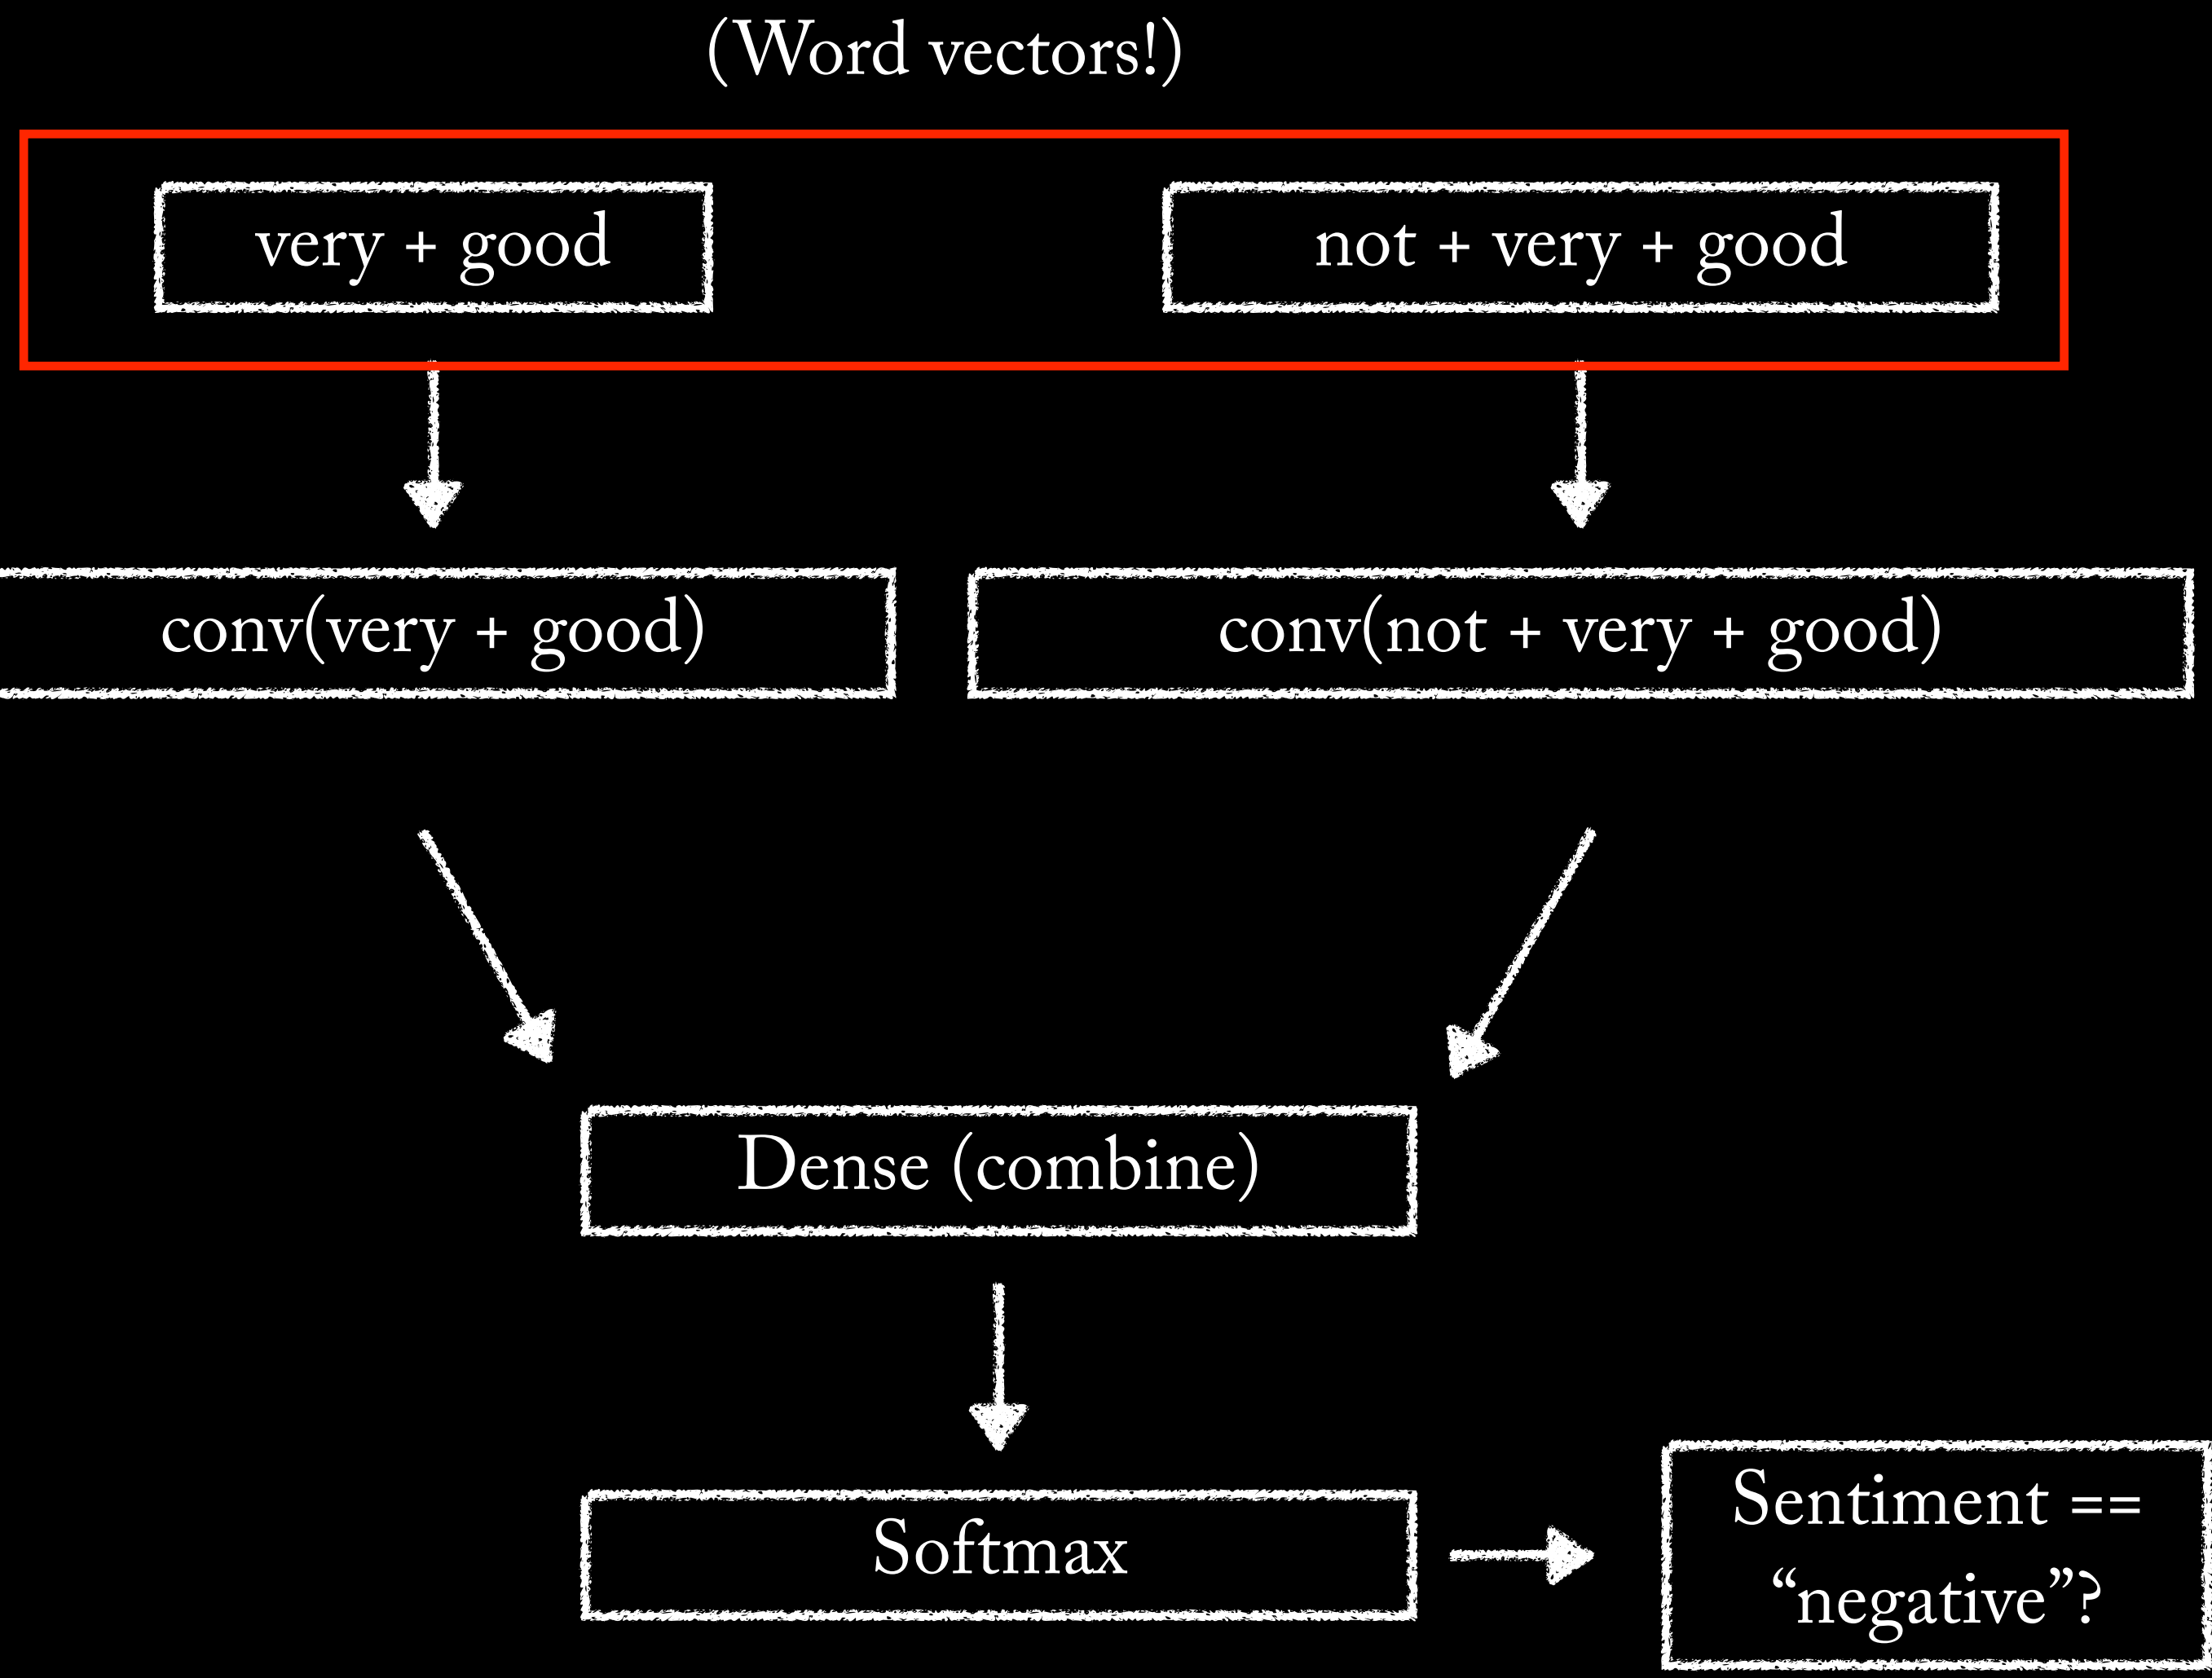 (Word vectors!)
very + good
not + very + good
conv(very + good)
conv(not + very + good)
Dense (combine)
Softmax
Sentiment ==
“negative”?